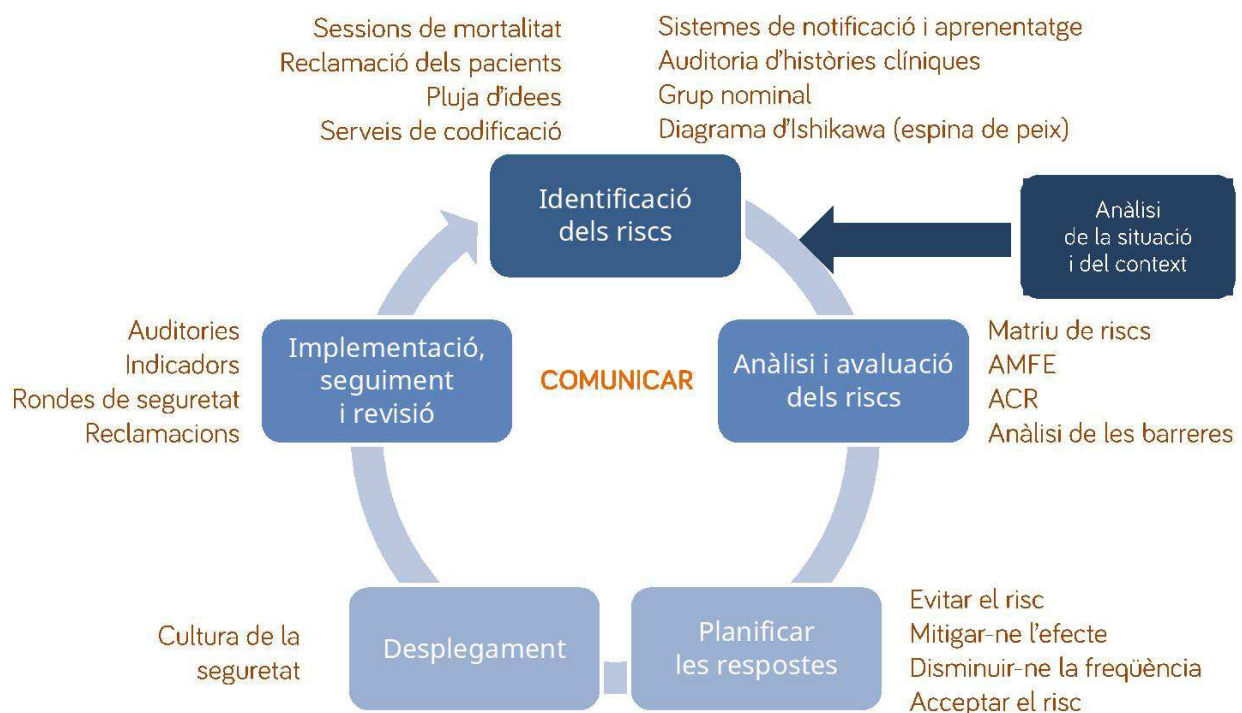 Sessions de mortalitat
Reclamació dels pacients
Pluja d'idees
Serveis de codificació
Sistemes de notificació i aprenentatge
Auditoria d'històries clíniques
Grup nominal
Diagrama d'Ishikawa (espina de peix)
Identificació
dels riscs
Anàlisi
de la situació
i del context
Auditories
Indicadors
Rondes de seguretat
Reclamacions
Implementació,
seguiment
i revisió
COMUNICAR
Anàlisi i avaluació
dels riscs
Matriu de riscs
AMFE
ACR
Anàlisi de les barreres
Cultura de la
seguretat
Desplegament
Planificar
les respostes
Evitar el risc
Mitigar-ne l'efecte
Disminuir-ne la freqüència
Acceptar el risc